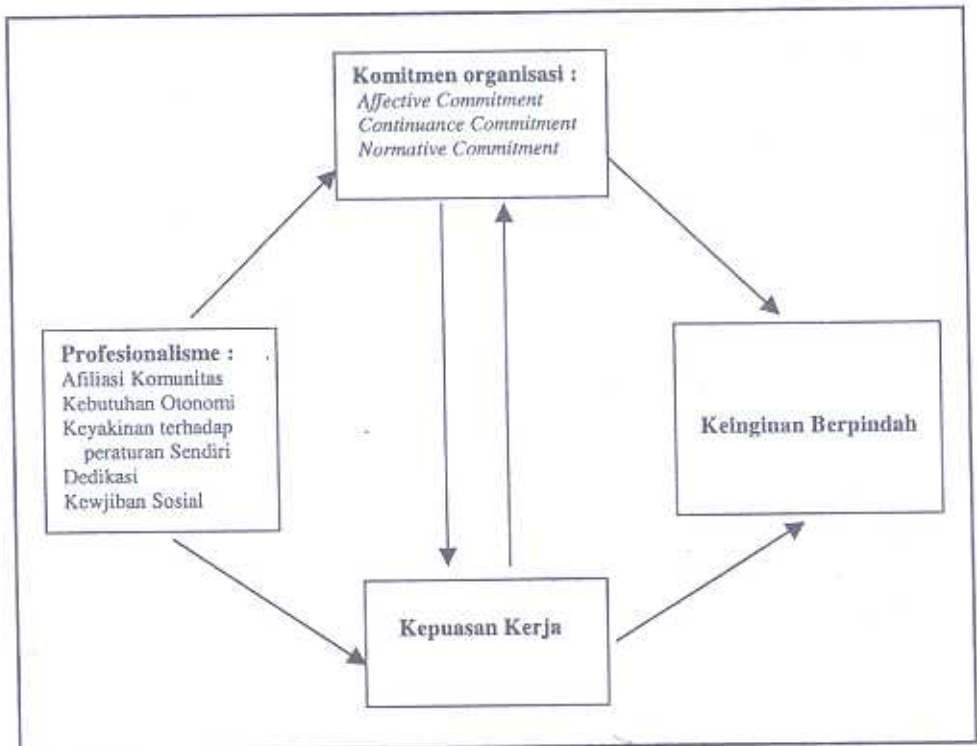 Komitmen organisasi :
Affective Commitment
Continuance Commitment
Normative Commitment
Profesionalisme :
Afiliasi Komunitas
Kebutuhan Otonomi
Keyakinan terhadap
peraturan Sendiri
Dedikasi
Kewjiban Sosial
Keinginan Berpindah
Kepuasan Kerja